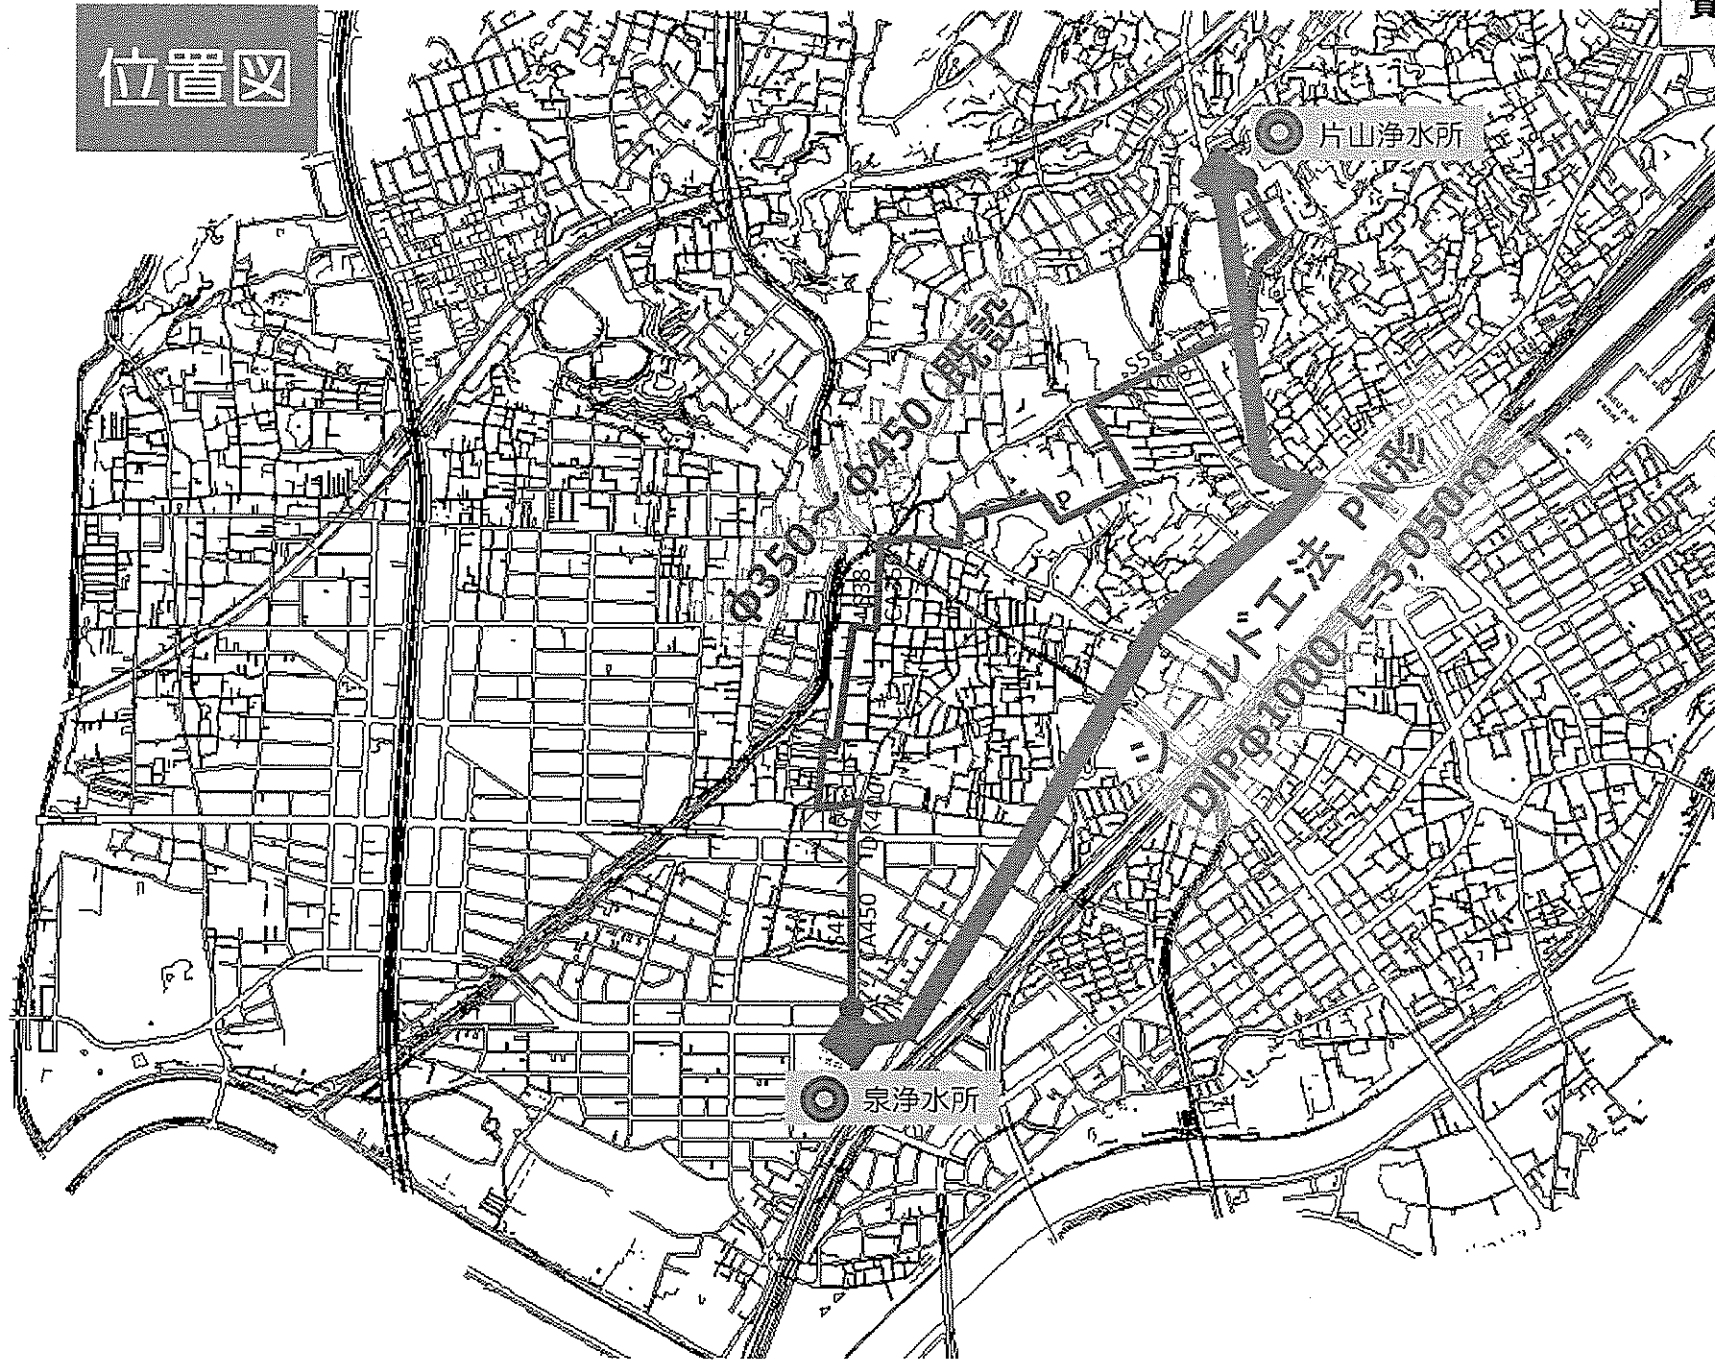 位置図
片山浄水所
φ350～φ450(既設)
シールド工法 PN形
DIPφ1000 L=3,050m
A450
泉浄水所